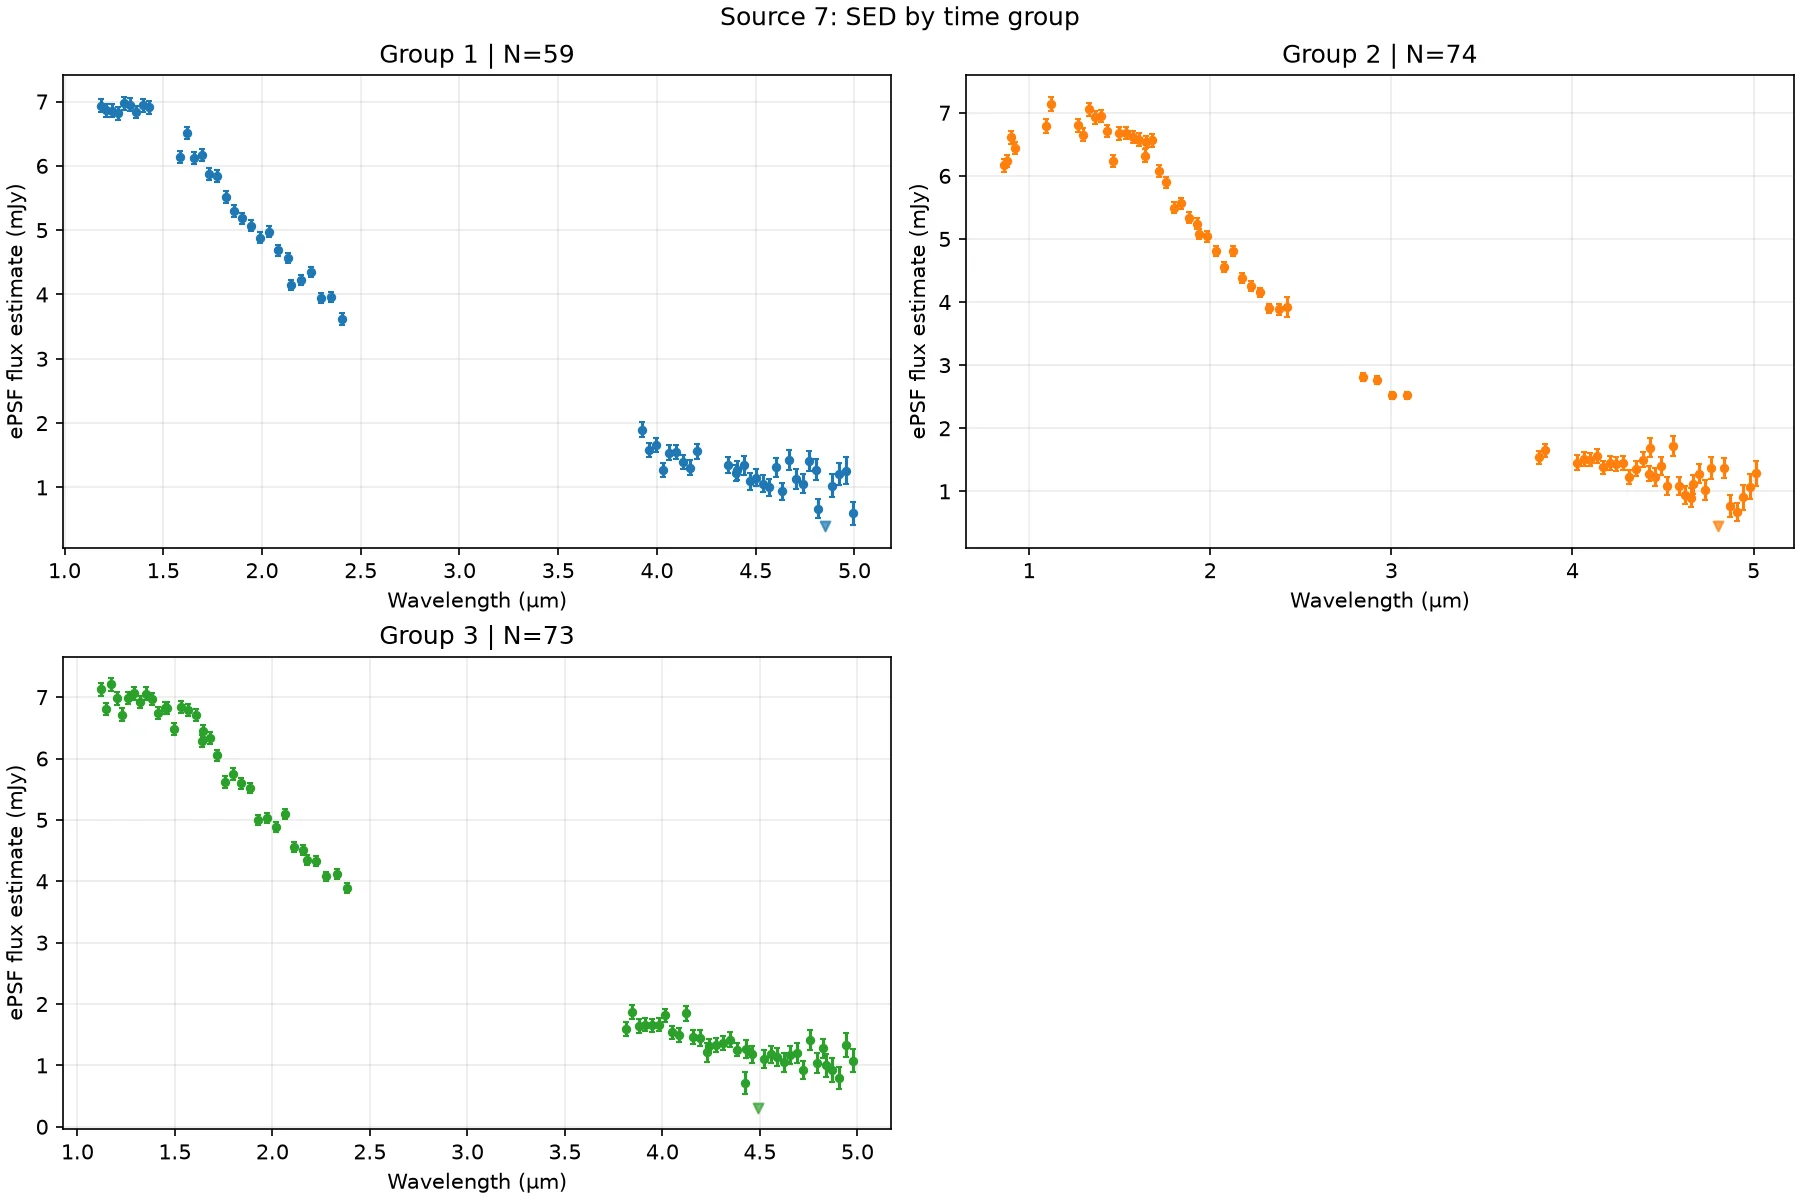 Source 7: SED by time group
Group 1 | N=59
ePSF flux estimate (mJy)
7
6
5
4
3
2
1
1.0 1.5 2.0 2.5 3.0 3.5 4.0 4.5 5.0
Wavelength (μm)
Group 2 | N=74
ePSF flux estimate (mJy)
7
6
5
4
3
2
1
1 2 3 4 5
Wavelength (μm)
Group 3 | N=73
ePSF flux estimate (mJy)
7
6
5
4
3
2
1
0
1.0 1.5 2.0 2.5 3.0 3.5 4.0 4.5 5.0
Wavelength (μm)